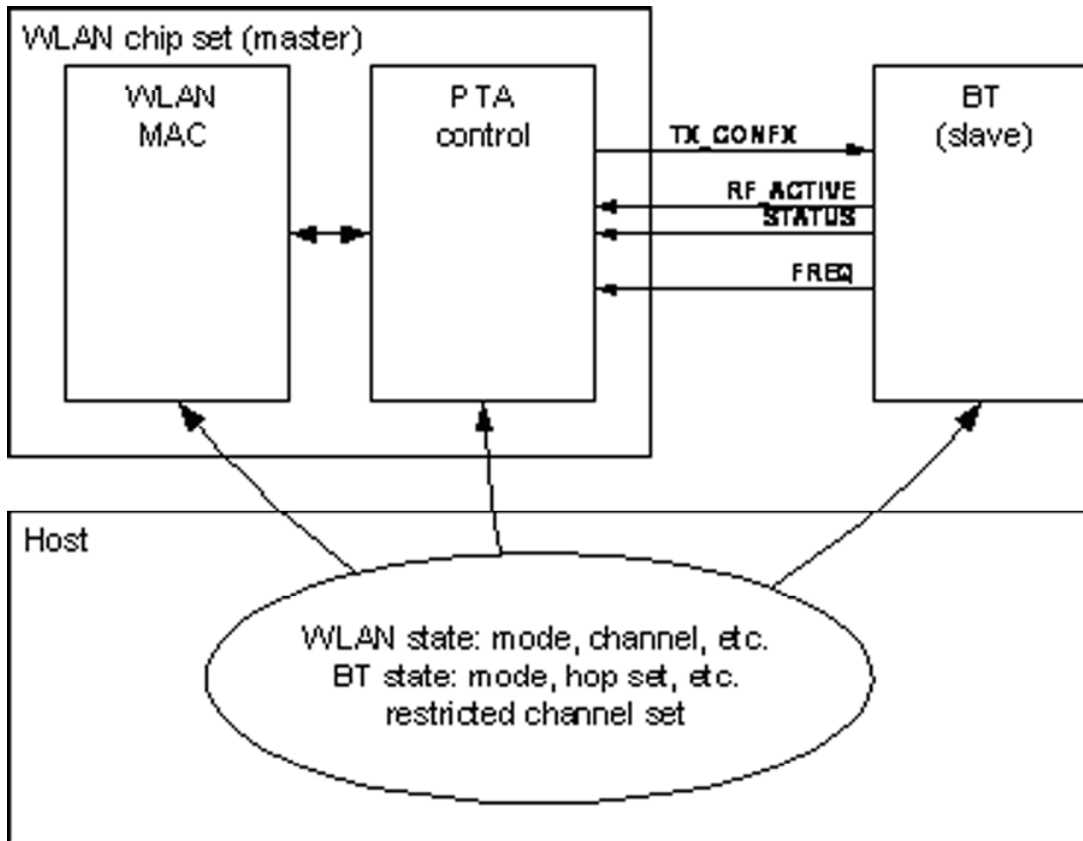 WLAN chip set (master)
WLAN
MAC
PTA
control
BT
(slave)
TX_CONFX
RF_ACTIVE
STATUS
FREQ
Host
WLAN state: mode, channel, etc.
BT state: mode, hop set, etc.
restricted channel set